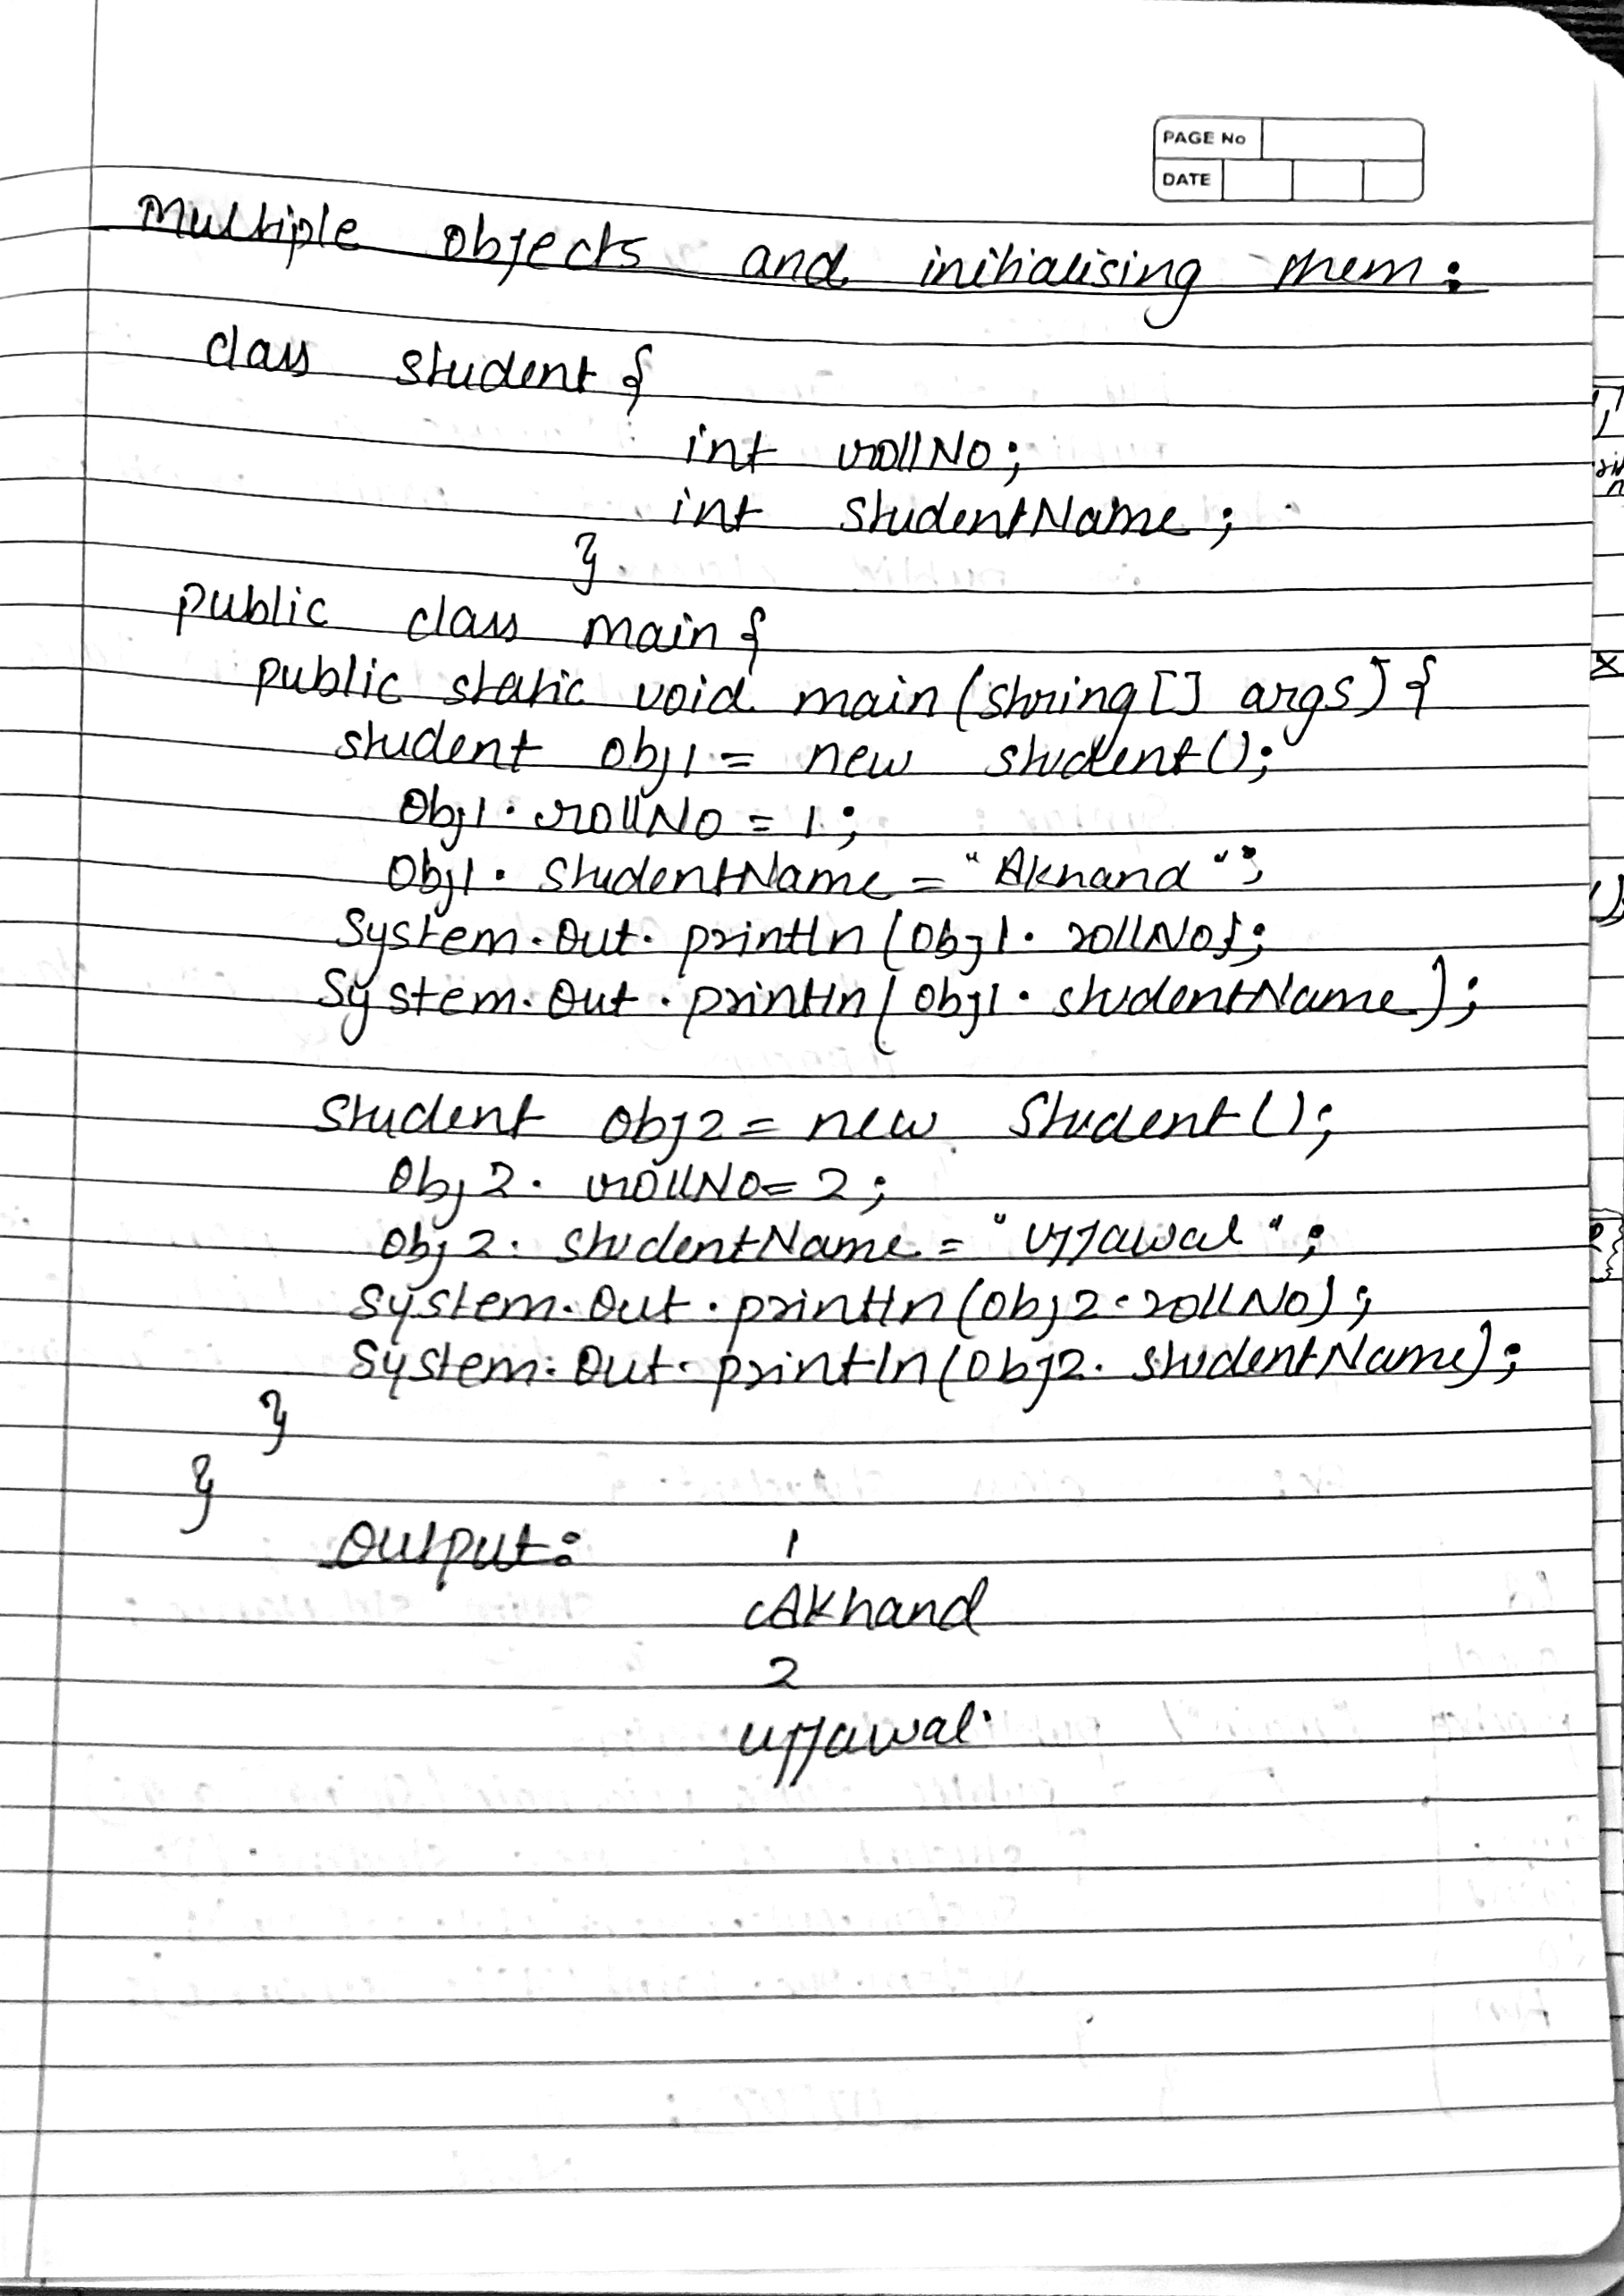 PAGE No
DATE
Multiple objects and initialising them:
class student {
int rollNo;
int studentName;
}
public class main {
public static void main (string [] args) {
student obj1 = new student ();
Obj1. rollNo = 1;
Obj1. StudentName = "Akhand";
System.Out. println (obj1. rollNo);
System.Out. println (obj1. studentName);
Student obj2 = new Student ();
Obj2. rollNo = 2;
obj2. studentName = "Ujjawal";
System.Out. println (obj2. rollNo);
System.Out. println (obj2. studentName);
}
}
Output: 1
Akhand
2
Ujjawal